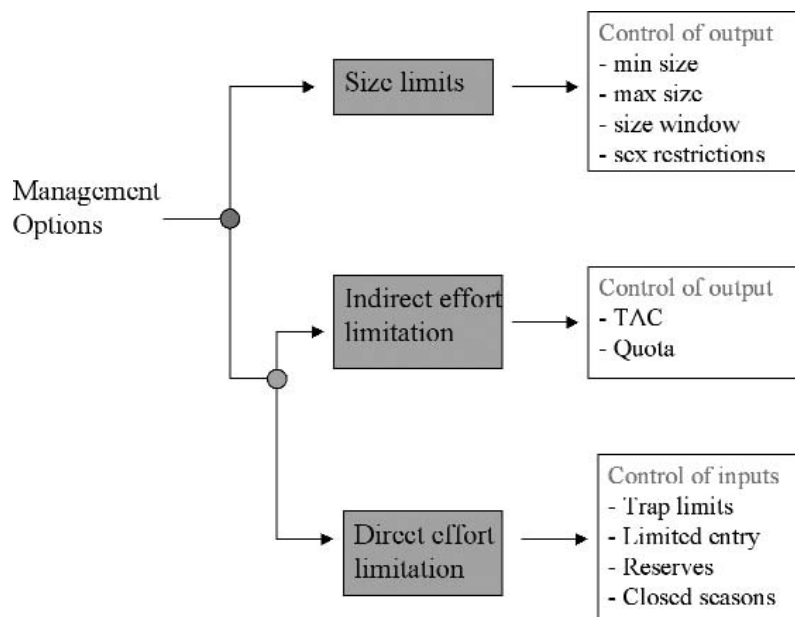 Management
Options
Size limits
Control of output
- min size
- max size
- size window
- sex restrictions
Indirect effort
limitation
Control of output
- TAC
- Quota
Direct effort
limitation
Control of inputs
- Trap limits
- Limited entry
- Reserves
- Closed seasons